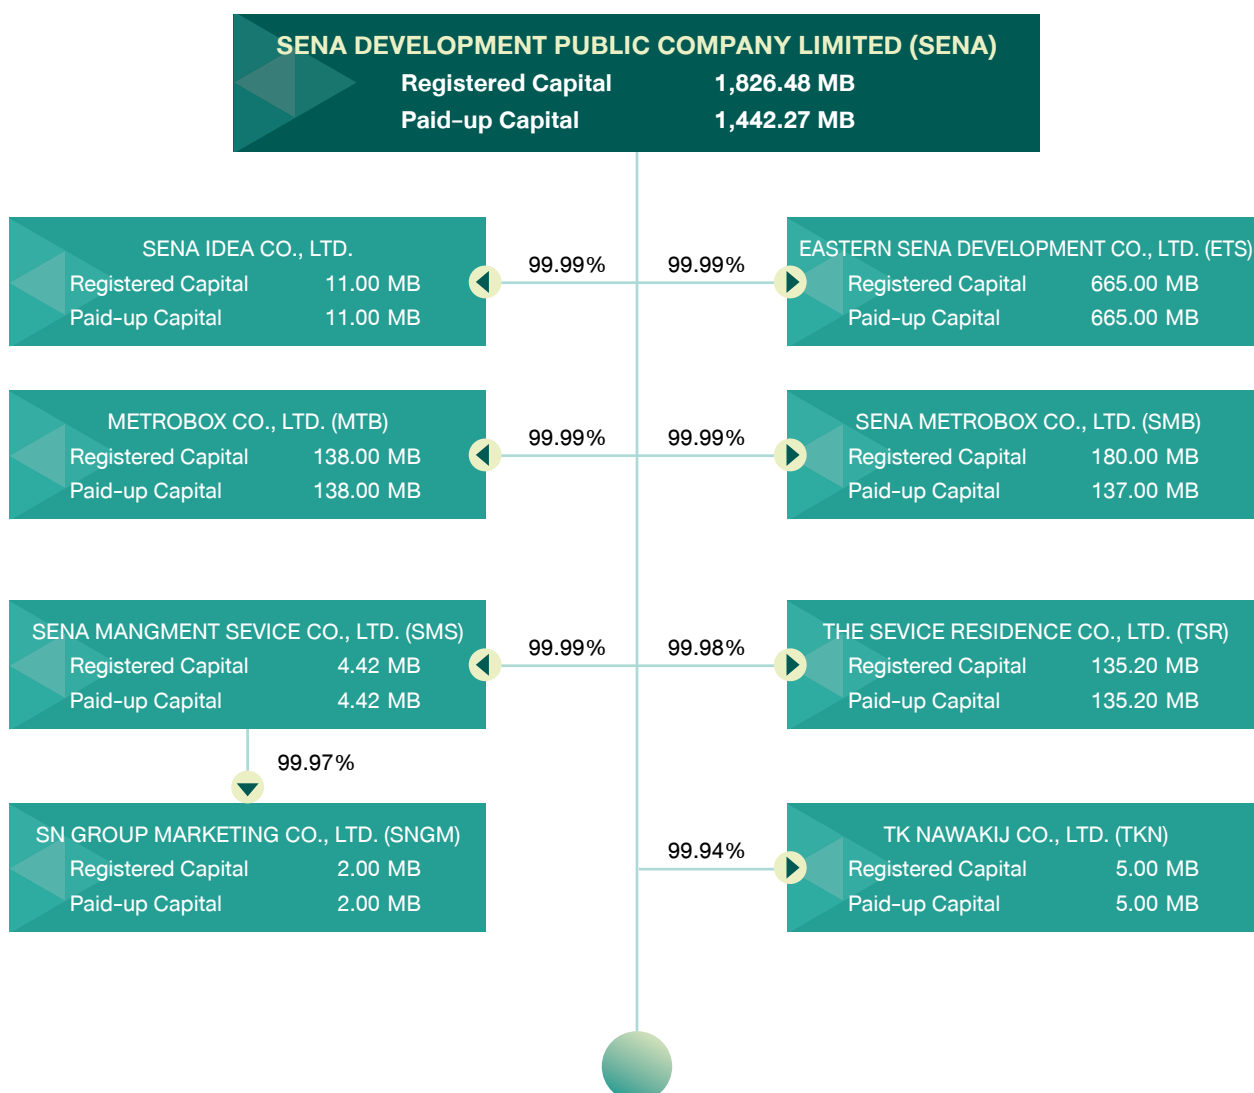 SENA DEVELOPMENT PUBLIC COMPANY LIMITED (SENA)
Registered Capital 1,826.48 MB
Paid-up Capital 1,442.27 MB
SENA IDEA CO., LTD.
Registered Capital 11.00 MB
Paid-up Capital 11.00 MB
99.99%
99.99%
EASTERN SENA DEVELOPMENT CO., LTD. (ETS)
Registered Capital 665.00 MB
Paid-up Capital 665.00 MB
METROBOX CO., LTD. (MTB)
Registered Capital 138.00 MB
Paid-up Capital 138.00 MB
99.99%
99.99%
SENA METROBOX CO., LTD. (SMB)
Registered Capital 180.00 MB
Paid-up Capital 137.00 MB
SENA MANGMENT SEVICE CO., LTD. (SMS)
Registered Capital 4.42 MB
Paid-up Capital 4.42 MB
99.99%
99.98%
THE SEVICE RESIDENCE CO., LTD. (TSR)
Registered Capital 135.20 MB
Paid-up Capital 135.20 MB
99.97%
SN GROUP MARKETING CO., LTD. (SNGM)
Registered Capital 2.00 MB
Paid-up Capital 2.00 MB
99.94%
TK NAWAKIJ CO., LTD. (TKN)
Registered Capital 5.00 MB
Paid-up Capital 5.00 MB